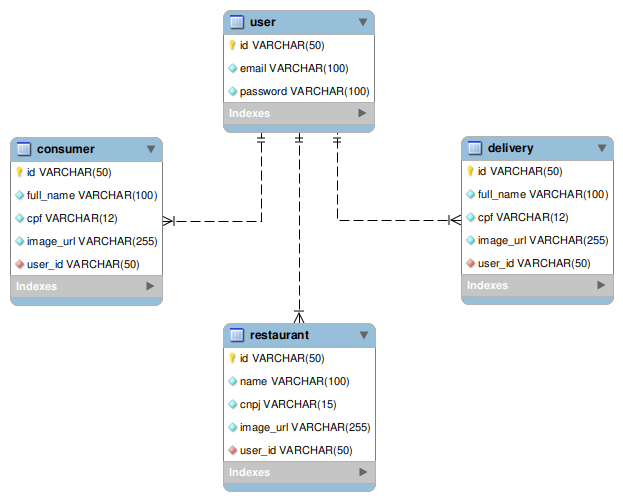 user
id VARCHAR(50)
email VARCHAR(100)
password VARCHAR(100)
Indexes
consumer
id VARCHAR(50)
full_name VARCHAR(100)
cpf VARCHAR(12)
image_url VARCHAR(255)
user_id VARCHAR(50)
Indexes
delivery
id VARCHAR(50)
full_name VARCHAR(100)
cpf VARCHAR(12)
image_url VARCHAR(255)
user_id VARCHAR(50)
Indexes
restaurant
id VARCHAR(50)
name VARCHAR(100)
cnpj VARCHAR(15)
image_url VARCHAR(255)
user_id VARCHAR(50)
Indexes